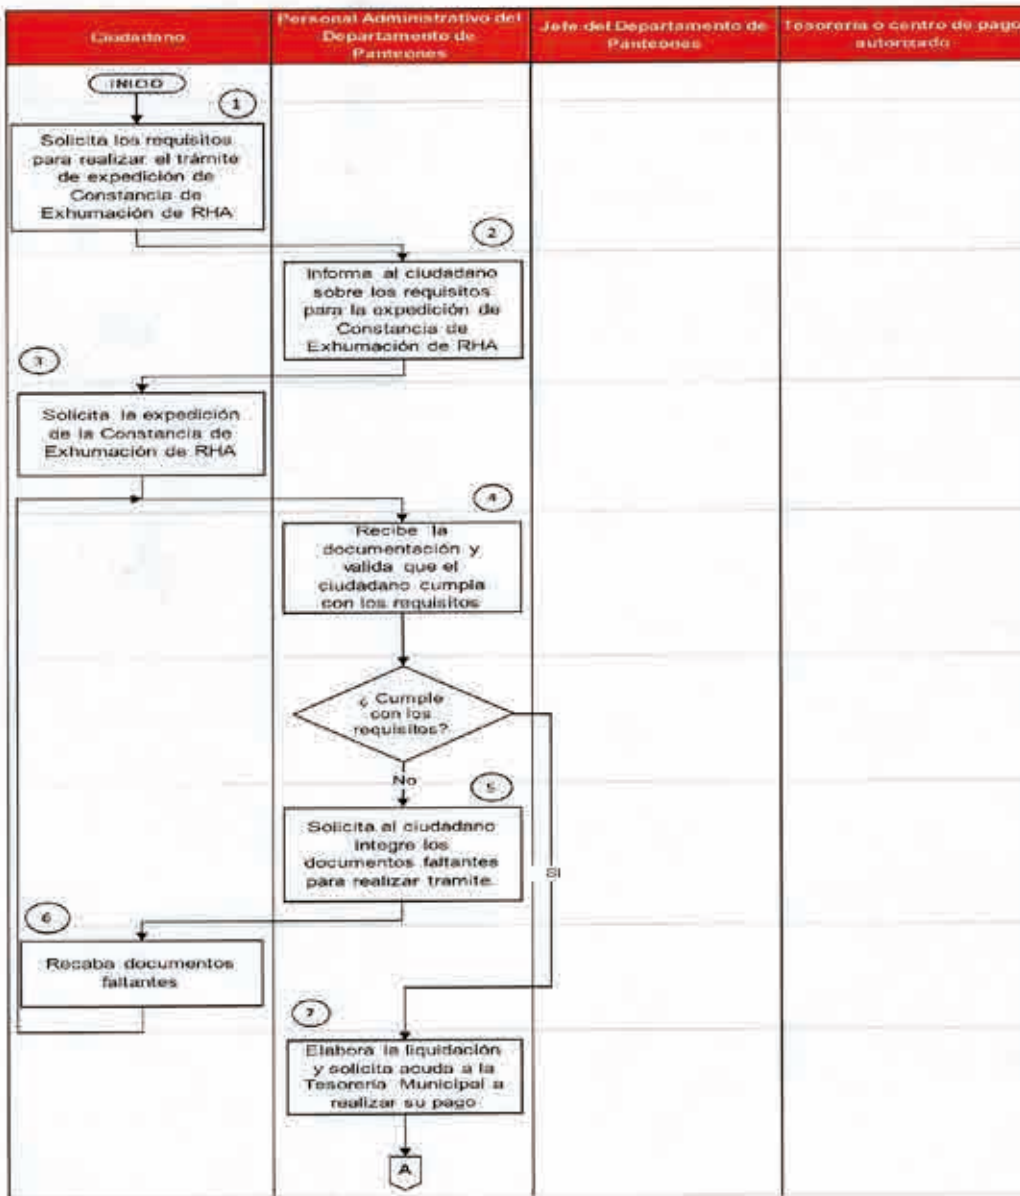 Ciudadano
Personal Administrativo del
Departamento de
Panteones
Jefe del Departamento de
Panteones
Tesorería o centro de pago
autorizado
INICIO
1
Solicita los requisitos
para realizar el trámite
de expedición de
Constancia de
Exhumación de RHA
2
Informa al ciudadano
sobre los requisitos
para la expedición de
Constancia de
Exhumación de RHA
3
Solicita la expedición
de la Constancia de
Exhumación de RHA
4
Recibe la
documentación y
valida que el
ciudadano cumpla
con los requisitos
¿ Cumple
con los
requisitos?
No
5
Solicita al ciudadano
integre los
documentos faltantes
para realizar tramite.
SI
6
Recaba documentos
faltantes
7
Elabora la liquidación
y solicita acuda a la
Tesorería Municipal a
realizar su pago
A